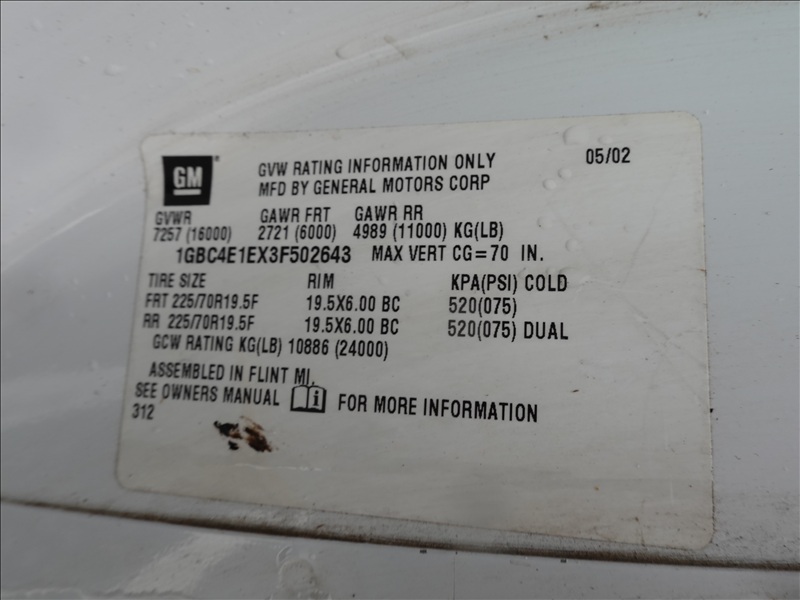 GM® GVW RATING INFORMATION ONLY 05/02
MFD BY GENERAL MOTORS CORP
GVWR GAWR FRT GAWR RR
7257 (16000) 2721 (6000) 4989 (11000) KG(LB)
1GBC4E1EX3F502643 MAX VERT CG=70 IN.
TIRE SIZE RIM KPA(PSI) COLD
FRT 225/70R19.5F 19.5X6.00 BC 520(075)
RR 225/70R19.5F 19.5X6.00 BC 520(075) DUAL
GCW RATING KG(LB) 10886 (24000)
ASSEMBLED IN FLINT MI.
SEE OWNERS MANUAL i FOR MORE INFORMATION
312